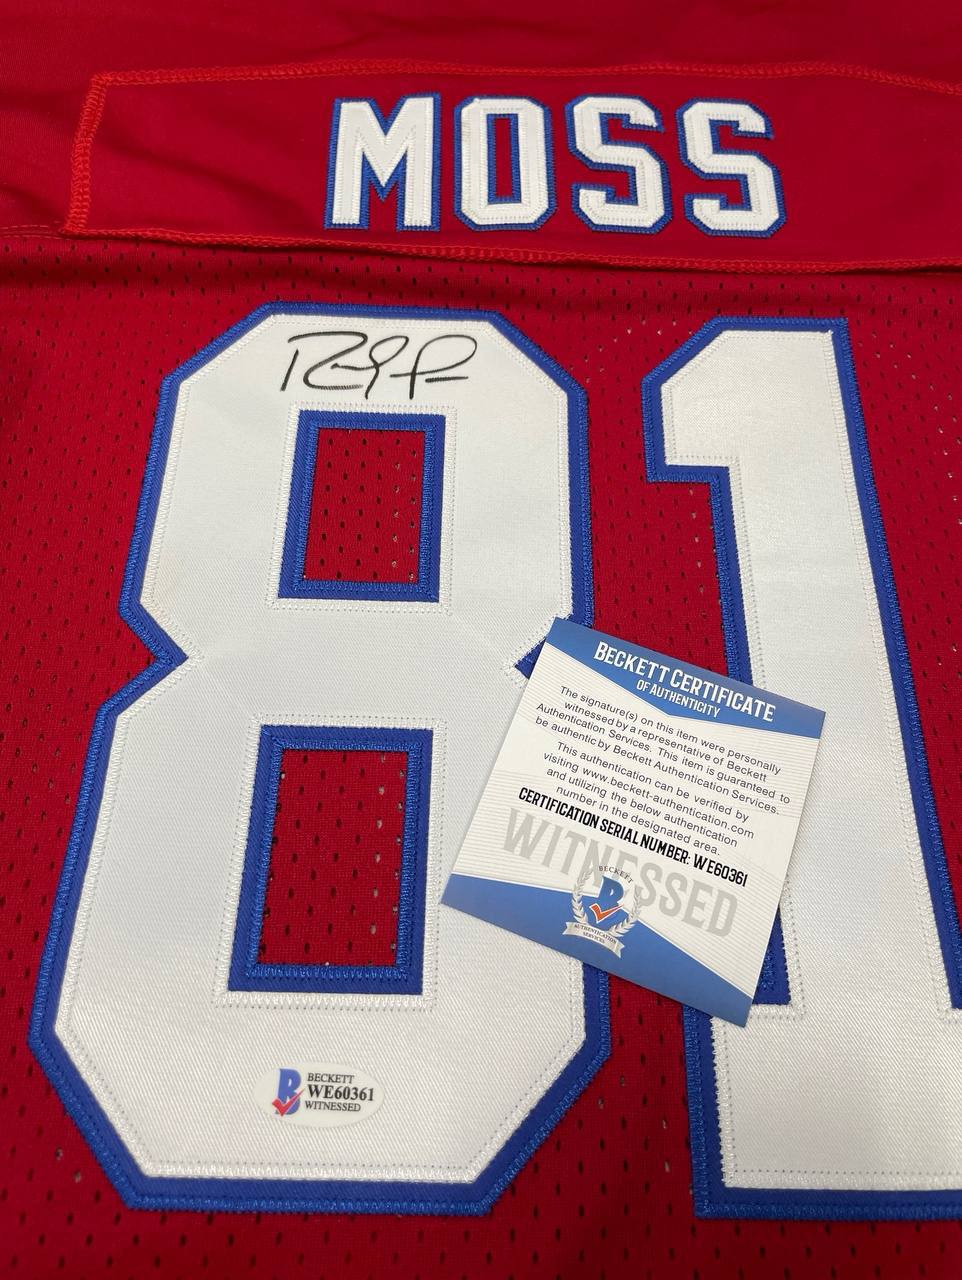 MOSS
81
BECKETT CERTIFICATE
OF AUTHENTICITY
The signature(s) on this item were personally
witnessed by a representative of Beckett
Authentication Services. This item is guaranteed to
be authentic by Beckett Authentication Services.
This authentication can be verified by
visiting www.beckett-authentication.com
and utilizing the below authentication
number in the designated area.
CERTIFICATION SERIAL NUMBER: WE60361
WITNESSED
BECKETT
B
AUTHENTICATION
SERVICES
B
BECKETT
WE60361
WITNESSED